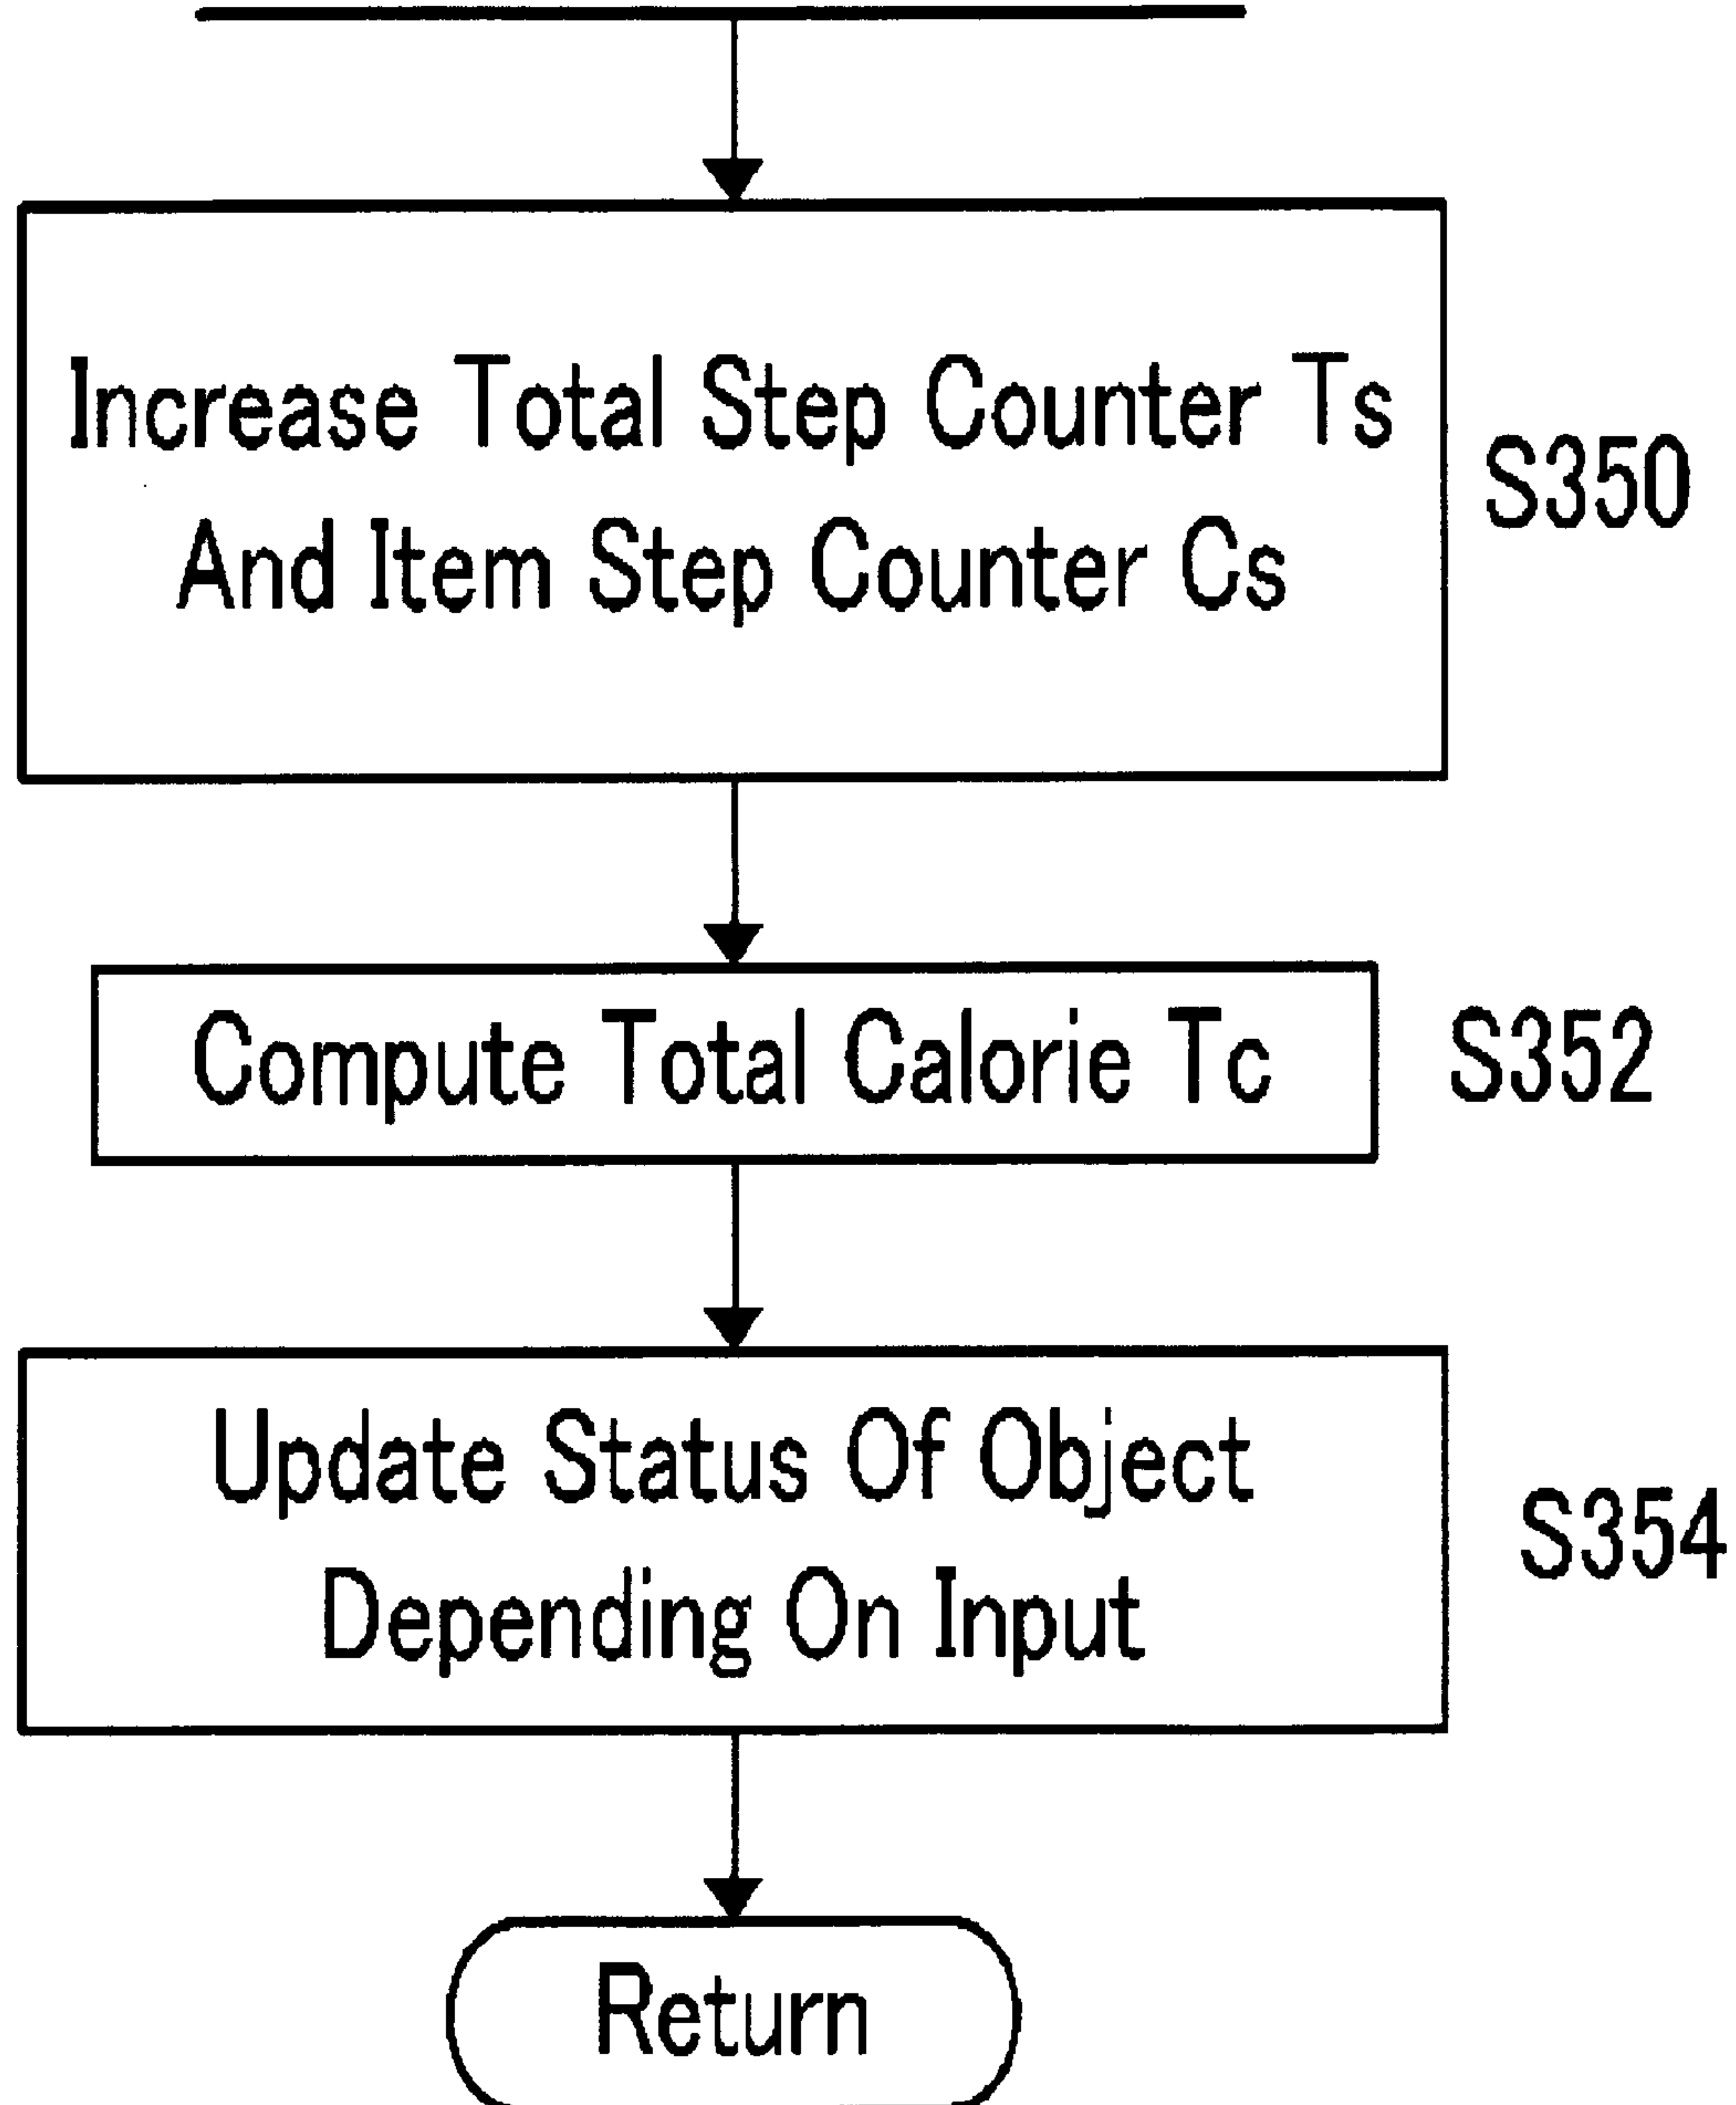 Increase Total Step Counter Ts
And Item Step Counter Cs
S350
Compute Total Calorie Tc
S352
Update Status Of Object
Depending On Input
S354
Return